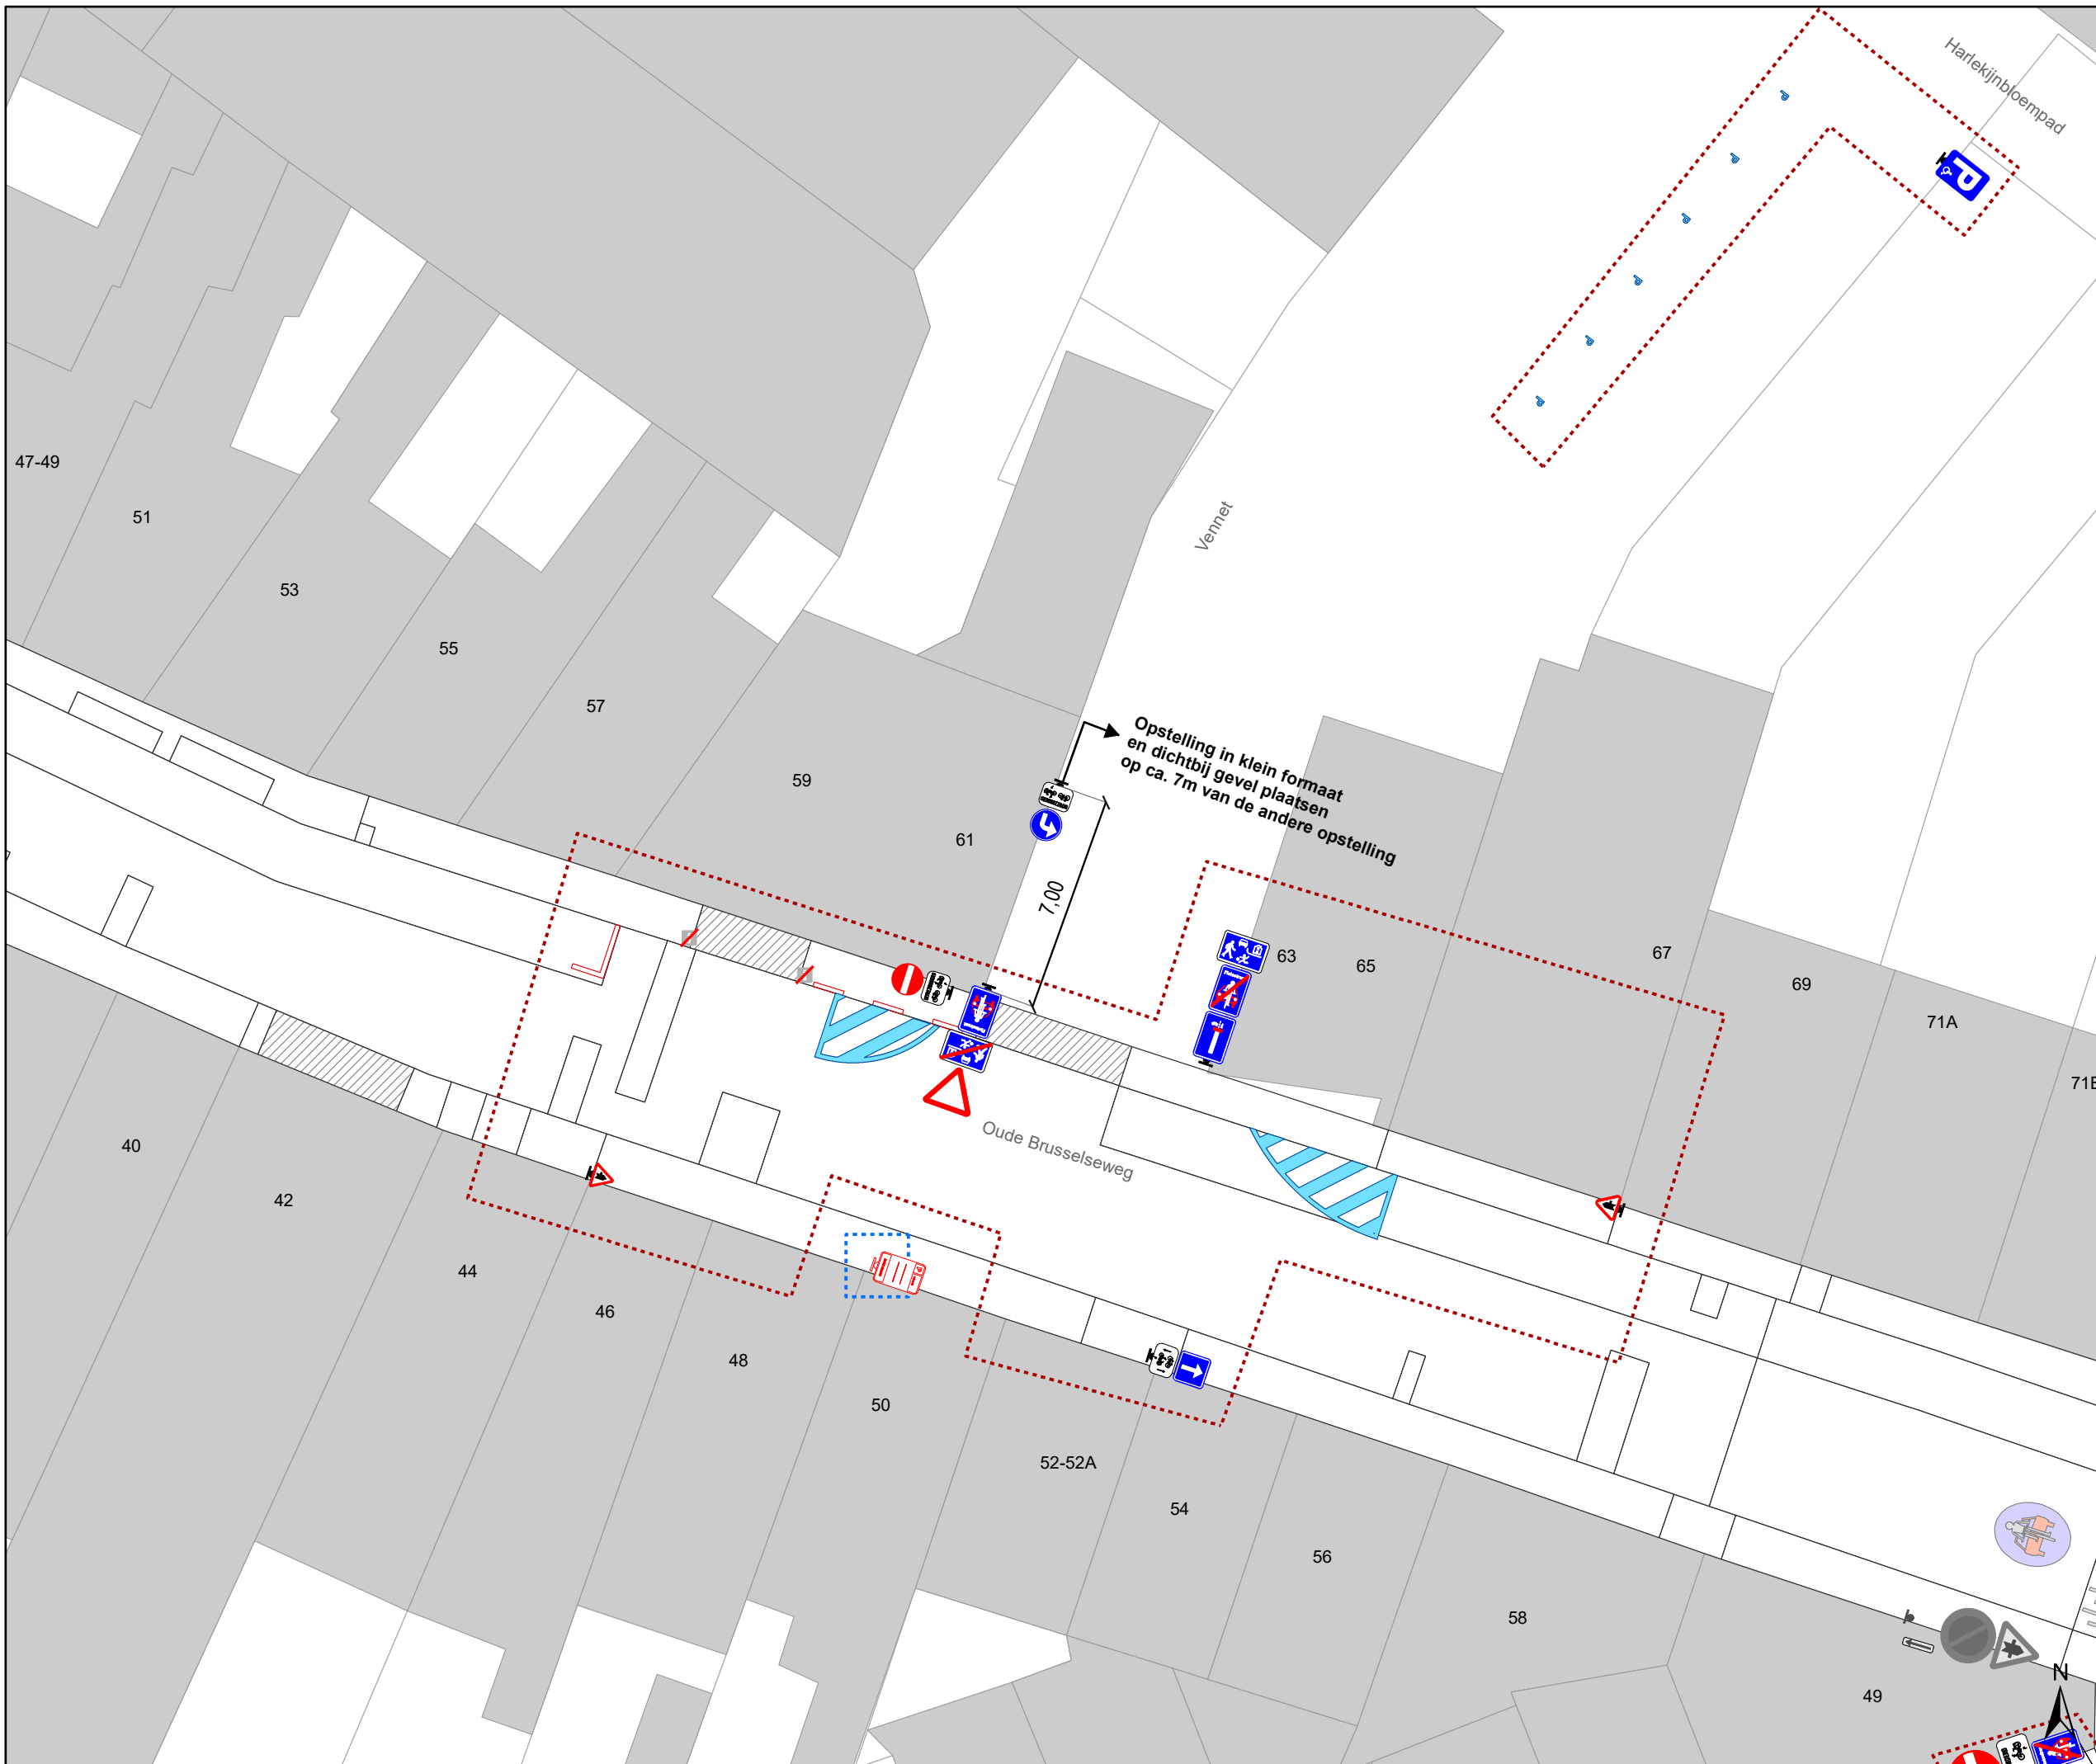 Harlekijnbloempad
47-49
51
Vennet
53
55
57
Opstelling in klein formaat
en dichtbij gevel plaatsen
op ca. 7m van de andere opstelling
59
61
7,00
63
65
67
69
71A
Oude Brusselseweg
40
42
44
46
48
50
52-52A
54
56
58
49
N